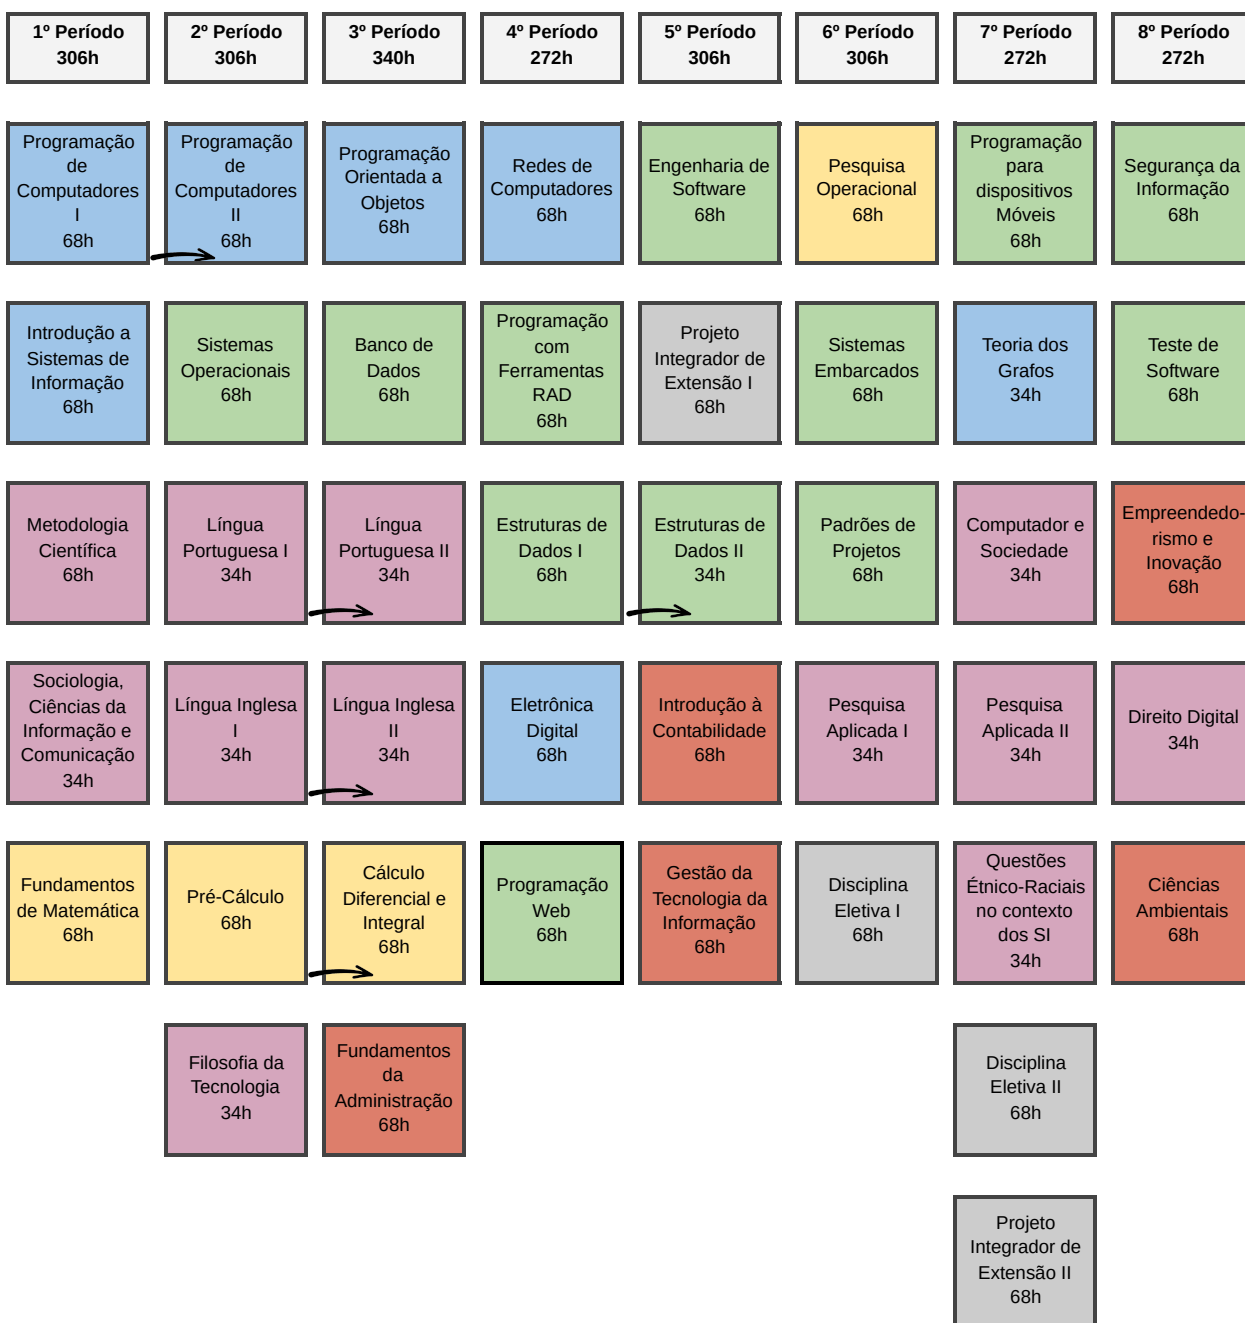 1º Período
306h
2º Período
306h
3º Período
340h
4º Período
272h
5º Período
306h
6º Período
306h
7º Período
272h
8º Período
272h
Programação
de
Computadores
I
68h
Programação
de
Computadores
II
68h
Programação
Orientada a
Objetos
68h
Redes de
Computadores
68h
Engenharia de
Software
68h
Pesquisa
Operacional
68h
Programação
para
dispositivos
Móveis
68h
Segurança da
Informação
68h
Introdução a
Sistemas de
Informação
68h
Sistemas
Operacionais
68h
Banco de
Dados
68h
Programação
com
Ferramentas
RAD
68h
Projeto
Integrador de
Extensão I
68h
Sistemas
Embarcados
68h
Teoria dos
Grafos
34h
Teste de
Software
68h
Metodologia
Científica
68h
Língua
Portuguesa I
34h
Língua
Portuguesa II
34h
Estruturas de
Dados I
68h
Estruturas de
Dados II
34h
Padrões de
Projetos
68h
Computador e
Sociedade
34h
Empreendedo-
rismo e
Inovação
68h
Sociologia,
Ciências da
Informação e
Comunicação
34h
Língua Inglesa
I
34h
Língua Inglesa
II
34h
Eletrônica
Digital
68h
Introdução à
Contabilidade
68h
Pesquisa
Aplicada I
34h
Pesquisa
Aplicada II
34h
Direito Digital
34h
Fundamentos
de Matemática
68h
Pré-Cálculo
68h
Cálculo
Diferencial e
Integral
68h
Programação
Web
68h
Gestão da
Tecnologia da
Informação
68h
Disciplina
Eletiva I
68h
Questões
Étnico-Raciais
no contexto
dos SI
34h
Ciências
Ambientais
68h
Filosofia da
Tecnologia
34h
Fundamentos
da
Administração
68h
Disciplina
Eletiva II
68h
Projeto
Integrador de
Extensão II
68h